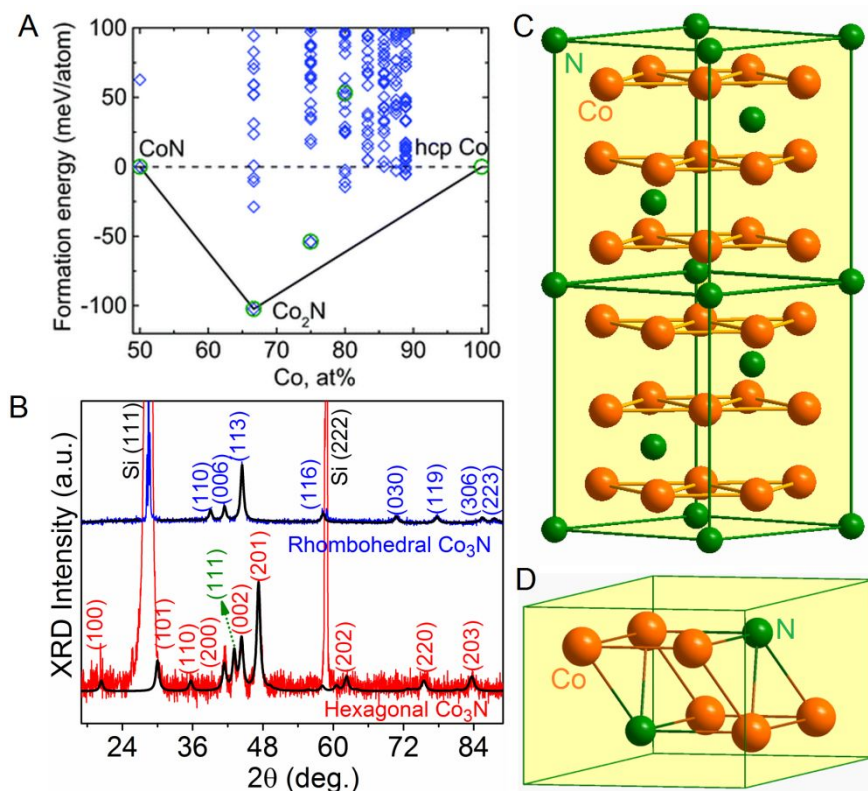 A
Formation energy (meV/atom)
100
50
0
-50
-100
CoN
hcp Co
Co₂N
50 60 70 80 90 100
Co, at%
B
XRD Intensity (a.u.)
Si (111)
(110)
(006)
(113)
Si (222)
(116)
(030)
(119)
(306)
(223)
Rhombohedral Co₃N
(100)
(101)
(110)
(200)
(111)
(002)
(201)
(202)
(220)
(203)
Hexagonal Co₃N
24 36 48 60 72 84
2θ (deg.)
C
N
Co
D
N
Co